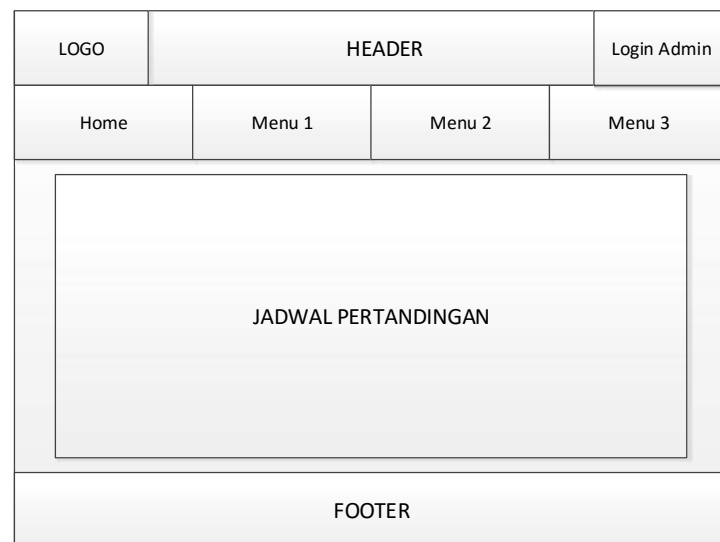 LOGO
HEADER
Login Admin
Home
Menu 1
Menu 2
Menu 3
JADWAL PERTANDINGAN
FOOTER